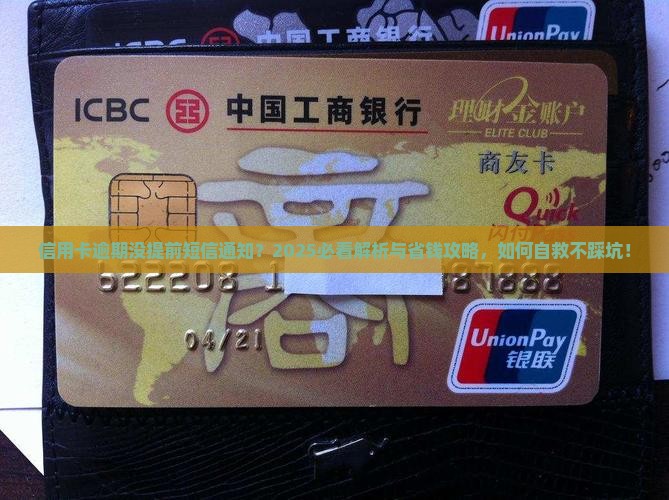 ICBC 中国工商银行 UnionPay
ICBC 中国工商银行 理财金账户
ELITE CLUB
商友卡
Quick
闪付
信用卡逾期没提前短信通知？2025必看解析与省钱攻略，如何自救不踩坑！
622208 1 87888
04/21
商
UnionPay
银联